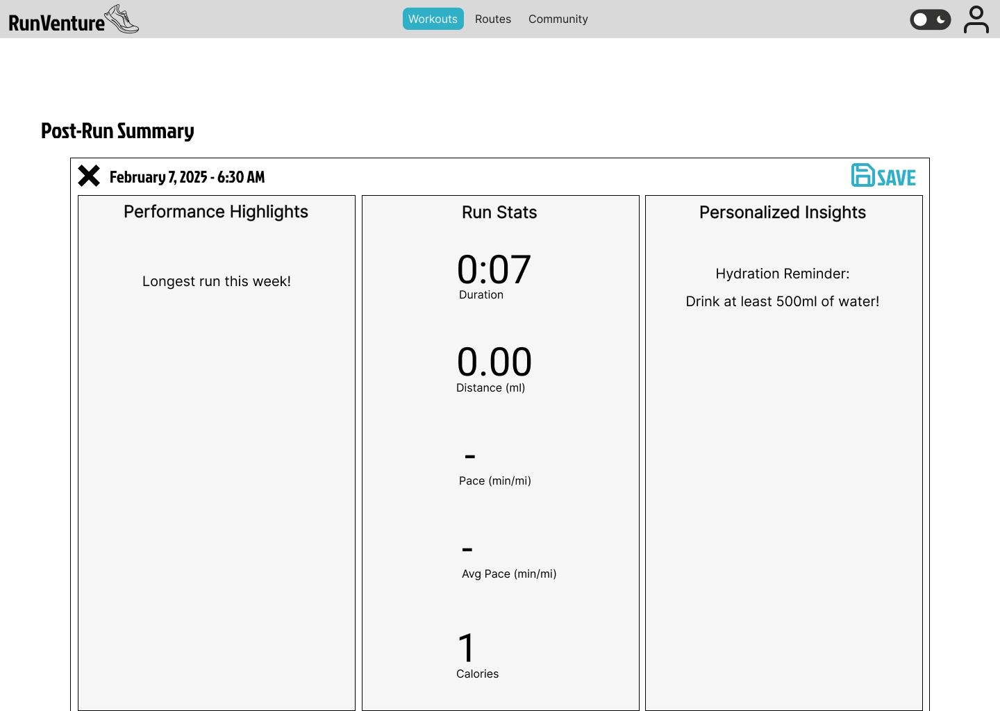 RunVenture
Workouts Routes Community
Post-Run Summary
February 7, 2025 - 6:30 AM
SAVE
Performance Highlights
Longest run this week!
Run Stats
0:07
Duration
0.00
Distance (ml)
-
Pace (min/mi)
-
Avg Pace (min/mi)
1
Calories
Personalized Insights
Hydration Reminder:
Drink at least 500ml of water!